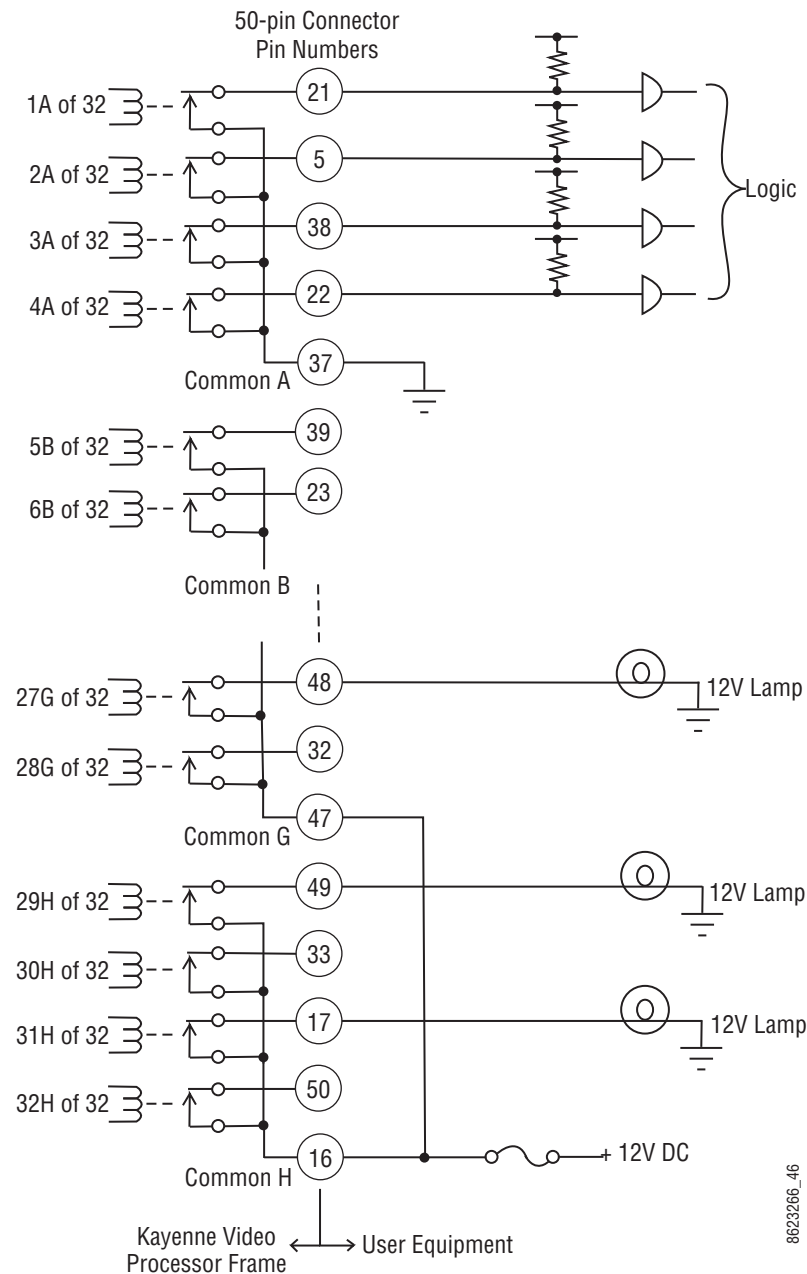 50-pin Connector
Pin Numbers
1A of 32
21
2A of 32
5
Logic
3A of 32
38
4A of 32
22
37
Common A
5B of 32
39
6B of 32
23
Common B
27G of 32
48
12V Lamp
28G of 32
32
47
Common G
29H of 32
49
12V Lamp
30H of 32
33
31H of 32
17
12V Lamp
32H of 32
50
16
+ 12V DC
Common H
Kayenne Video
Processor Frame
User Equipment
8623266_46